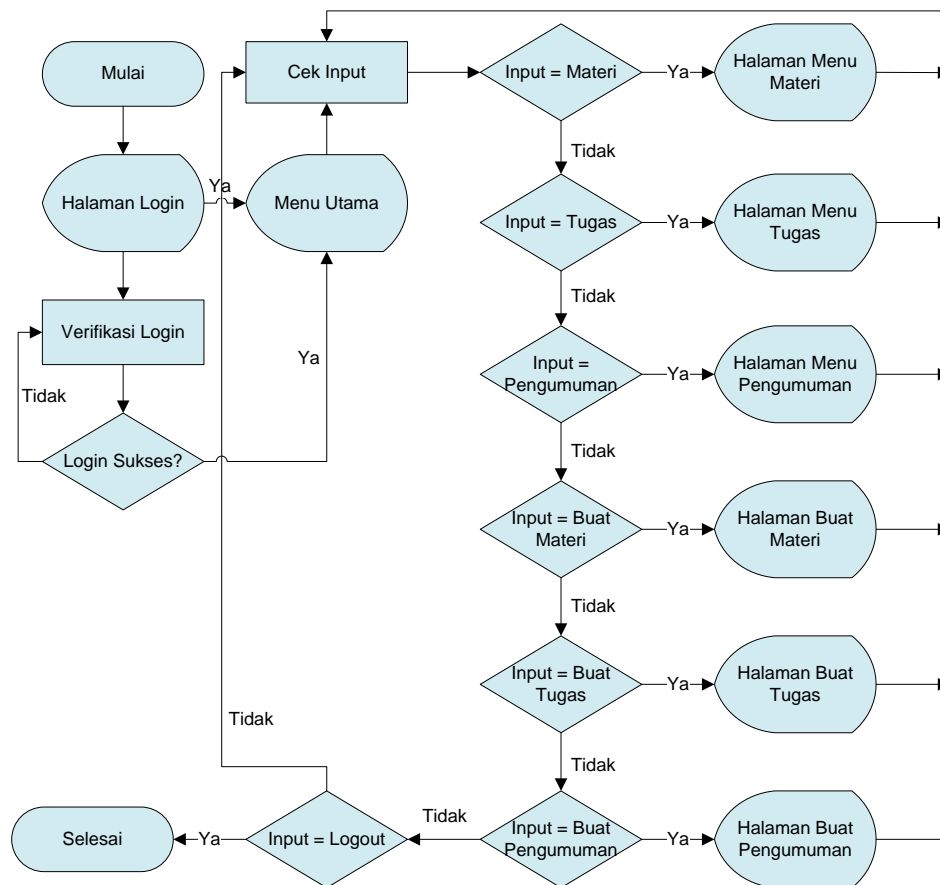 Mulai
Cek Input
Input = Materi
Ya
Halaman Menu
Materi
Tidak
Halaman Login
Ya
Menu Utama
Input = Tugas
Ya
Halaman Menu
Tugas
Tidak
Verifikasi Login
Tidak
Ya
Input =
Pengumuman
Ya
Halaman Menu
Pengumuman
Tidak
Login Sukses?
Input = Buat
Materi
Ya
Halaman Buat
Materi
Tidak
Input = Buat
Tugas
Ya
Halaman Buat
Tugas
Tidak
Tidak
Selesai
Ya
Input = Logout
Tidak
Input = Buat
Pengumuman
Ya
Halaman Buat
Pengumuman